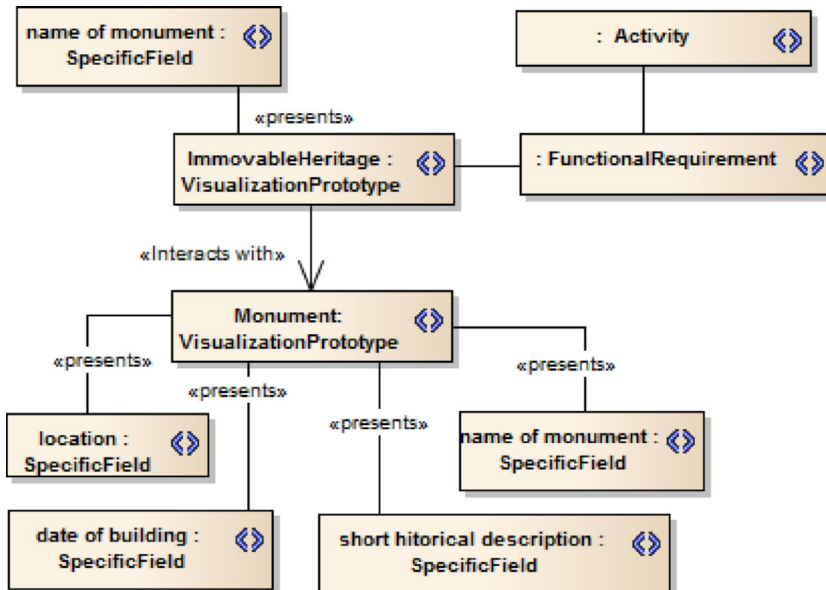 name of monument :
SpecificField
: Activity
«presents»
ImmovableHeritage :
VisualizationPrototype
: FunctionalRequirement
«Interacts with»
Monument:
VisualizationPrototype
«presents»
«presents»
«presents»
«presents»
location :
SpecificField
name of monument :
SpecificField
date of building :
SpecificField
short hitorical description :
SpecificField